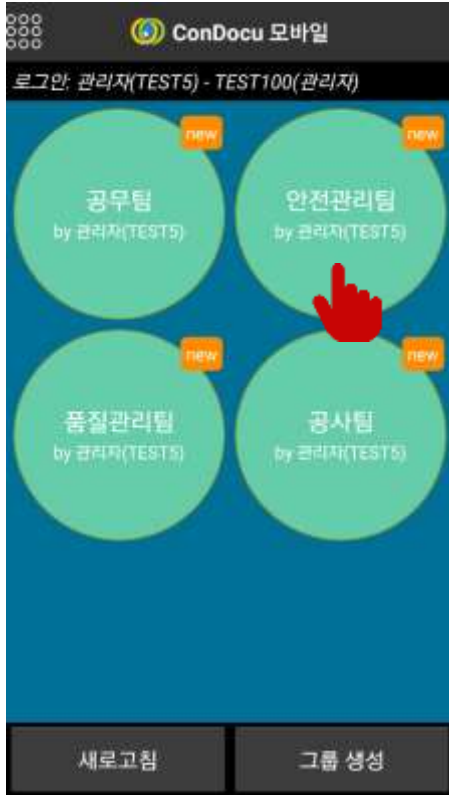 ConDocu 모바일
로그인: 관리자(TEST5) - TEST100(관리자)
new
공무팀
by 관리자(TEST5)
new
안전관리팀
by 관리자(TEST5)
new
품질관리팀
by 관리자(TEST5)
new
공사팀
by 관리자(TEST5)
새로고침
그룹 생성